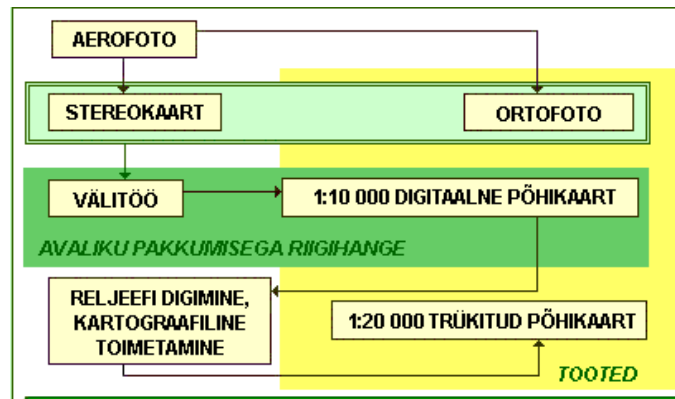 AEROFOTO
STEREOKAART
ORTOFOTO
VÄLITÖÖ
1:10 000 DIGITAALNE PÕHIKAART
AVALIKU PAKKUMISEGA RIIGIHANGE
RELJEEFI DIGIMINE,
KARTOGRAAFILINE
TOIMETAMINE
1:20 000 TRÜKITUD PÕHIKAART
TOOTED